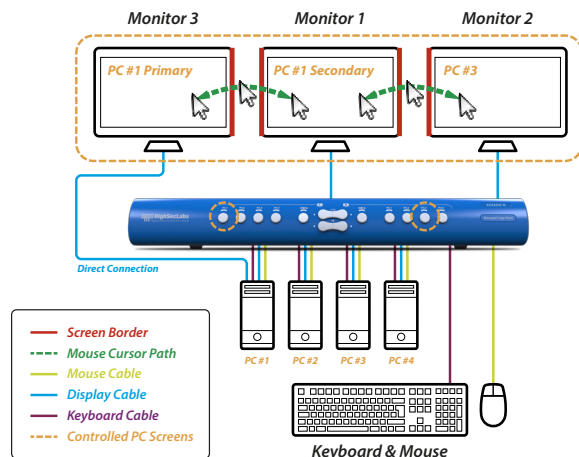 Monitor 3
Monitor 1
Monitor 2
PC #1 Primary
PC #1 Secondary
PC #3
HighSecLabs
Direct Connection
PC #1
PC #2
PC #3
PC #4
Screen Border
Mouse Cursor Path
Mouse Cable
Display Cable
Keyboard Cable
Controlled PC Screens
Keyboard & Mouse